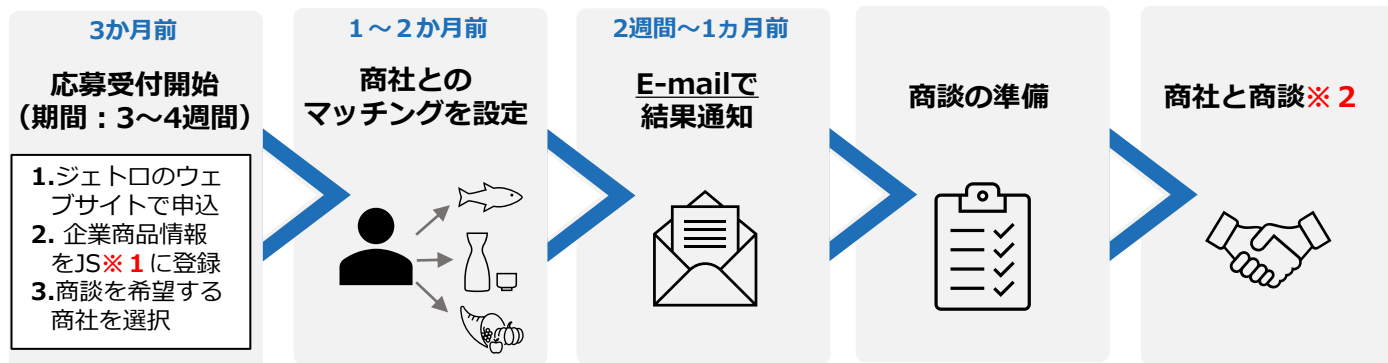 3か月前
応募受付開始
（期間：3～4週間）
1.ジェトロのウェ
ブサイトで申込
2. 企業商品情報
をJS※１に登録
3.商談を希望する
商社を選択
１～２か月前
商社との
マッチングを設定
2週間～1ヵ月前
E-mailで
結果通知
商談の準備
商社と商談※２